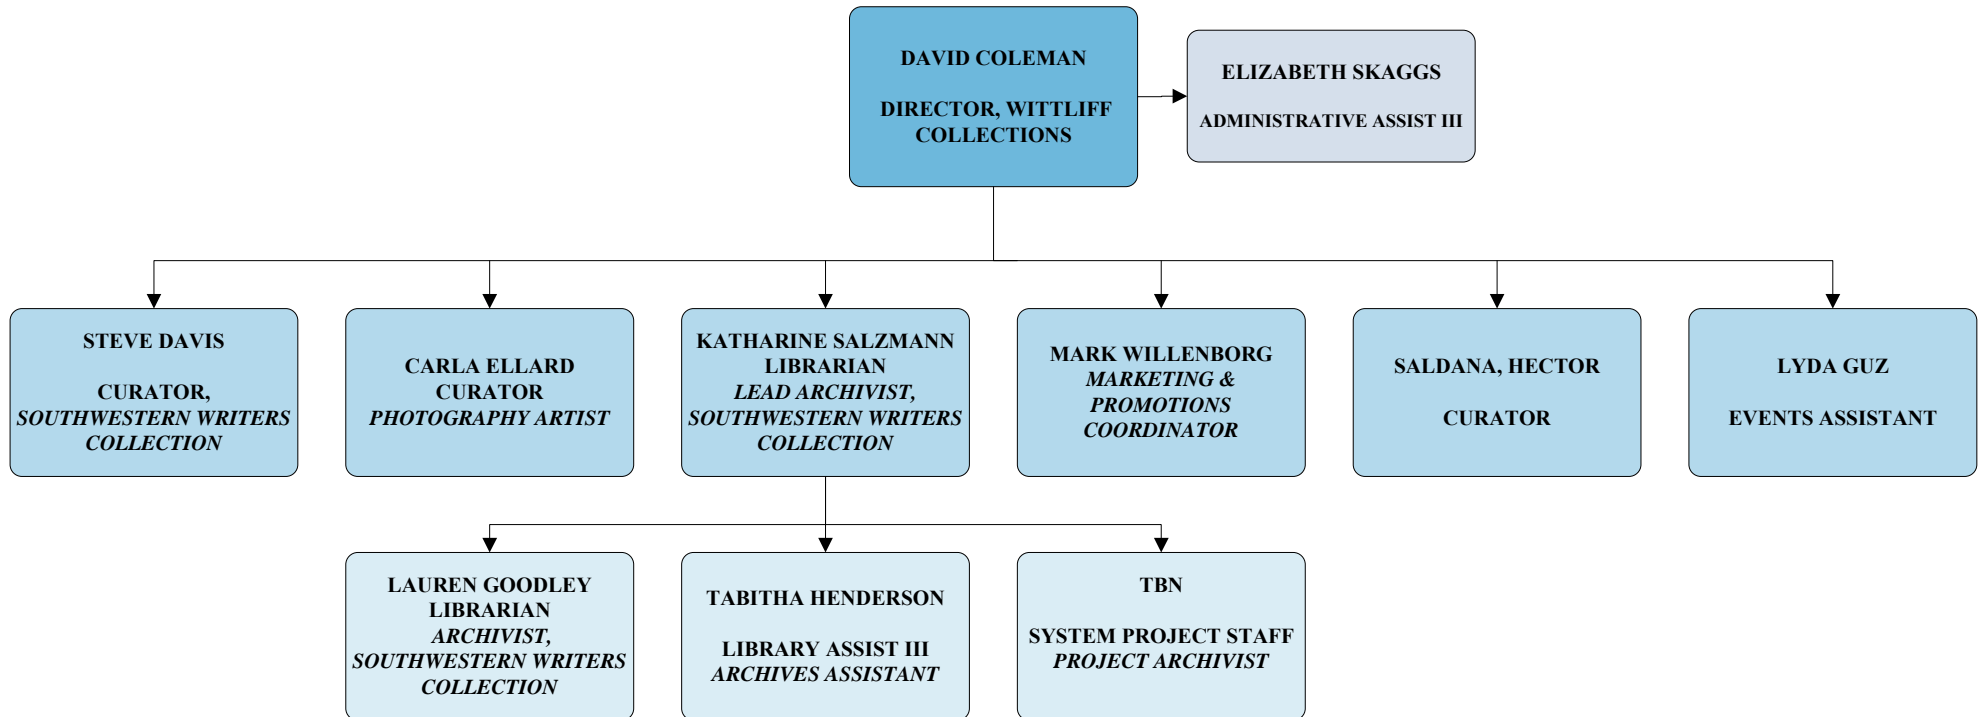 DAVID COLEMAN
DIRECTOR, WITTLIFF
COLLECTIONS
ELIZABETH SKAGGS
ADMINISTRATIVE ASSIST III
STEVE DAVIS
CURATOR,
SOUTHWESTERN WRITERS
COLLECTION
CARLA ELLARD
CURATOR
PHOTOGRAPHY ARTIST
KATHARINE SALZMANN
LIBRARIAN
LEAD ARCHIVIST,
SOUTHWESTERN WRITERS
COLLECTION
MARK WILLENBORG
MARKETING &
PROMOTIONS
COORDINATOR
SALDANA, HECTOR
CURATOR
LYDA GUZ
EVENTS ASSISTANT
LAUREN GOODLEY
LIBRARIAN
ARCHIVIST,
SOUTHWESTERN WRITERS
COLLECTION
TABITHA HENDERSON
LIBRARY ASSIST III
ARCHIVES ASSISTANT
TBN
SYSTEM PROJECT STAFF
PROJECT ARCHIVIST